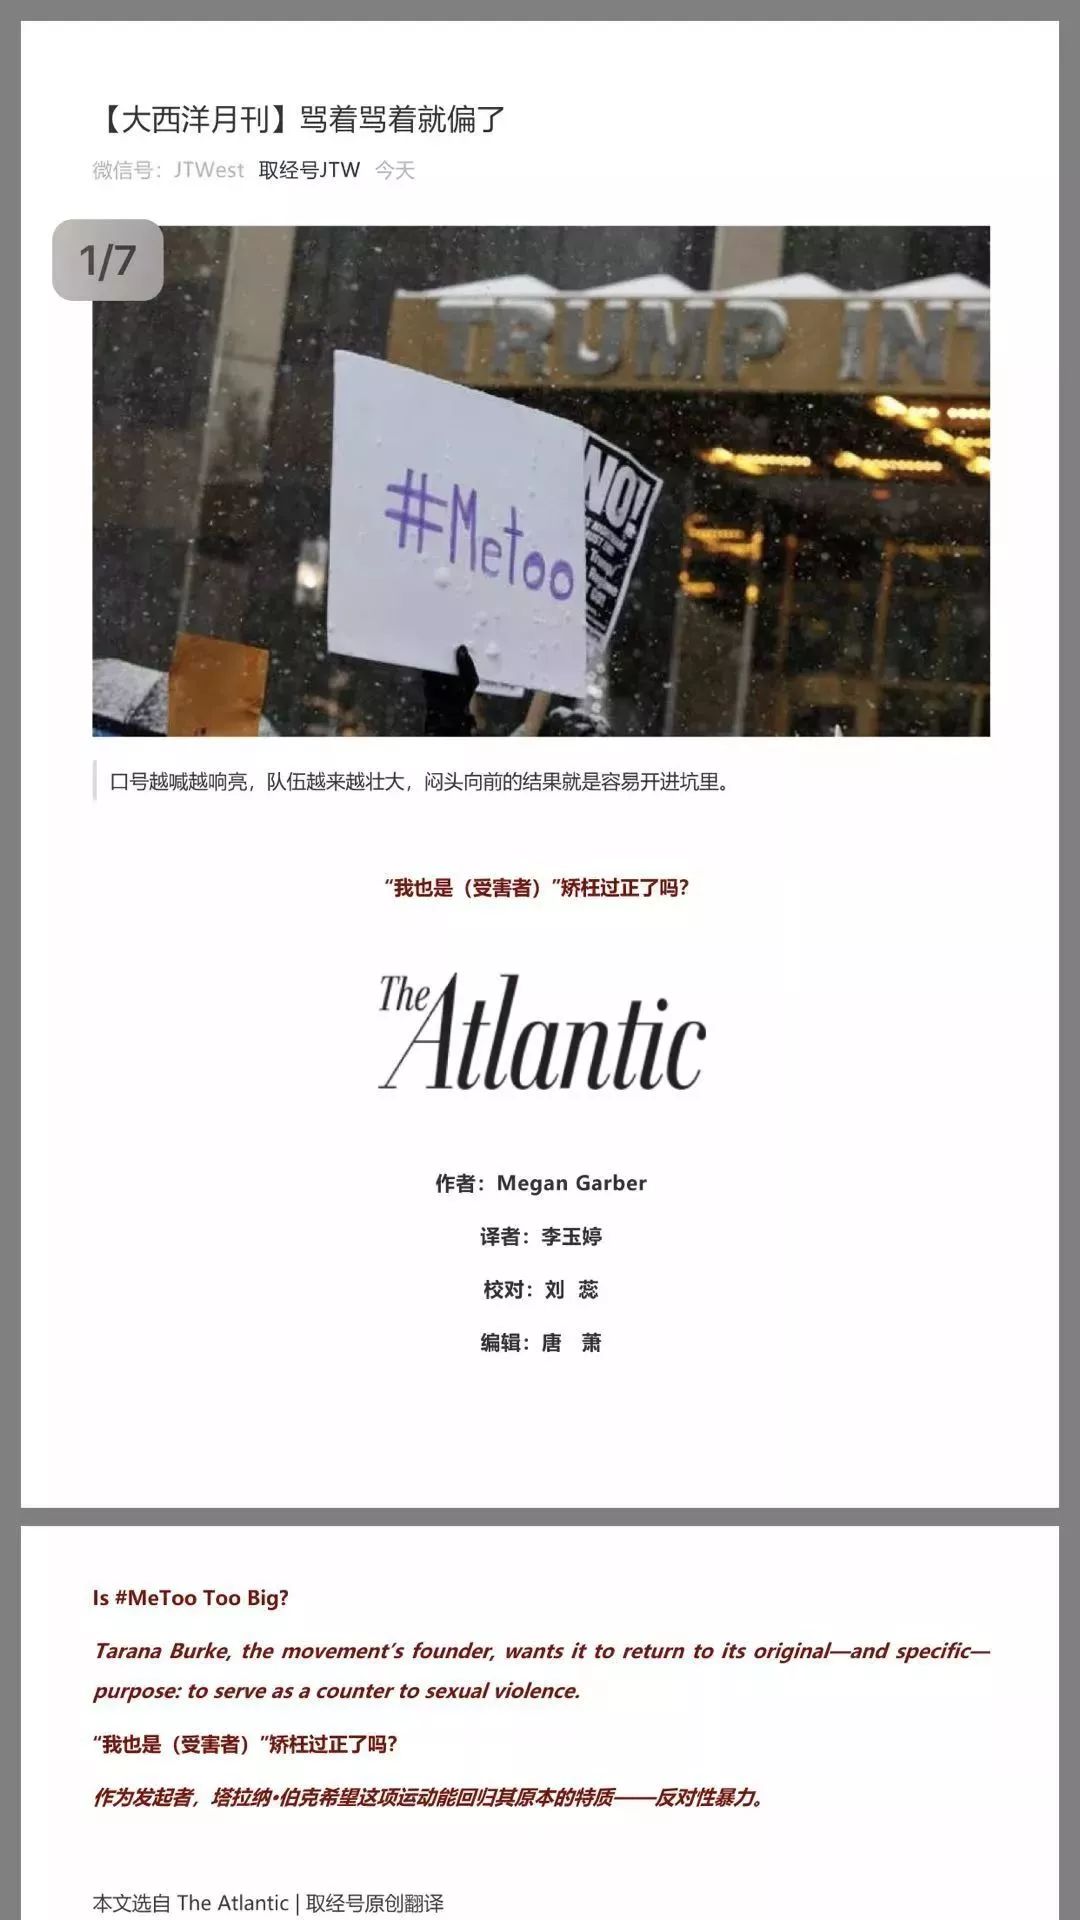 【大西洋月刊】骂着骂着就偏了
微信号：JTWest 取经号JTW 今天
1/7
TRUMP INT
#MeToo
NO!
口号越喊越响亮，队伍越来越壮大，闷头向前的结果就是容易开进坑里。
“我也是（受害者）”矫枉过正了吗？
The Atlantic
作者：Megan Garber
译者：李玉婷
校对：刘 蕊
编辑：唐 萧
Is #MeToo Too Big?
Tarana Burke, the movement’s founder, wants it to return to its original—and specific—
purpose: to serve as a counter to sexual violence.
“我也是（受害者）”矫枉过正了吗？
作为发起者，塔拉纳·伯克希望这项运动能回归其原本的特质——反对性暴力。
本文选自 The Atlantic | 取经号原创翻译